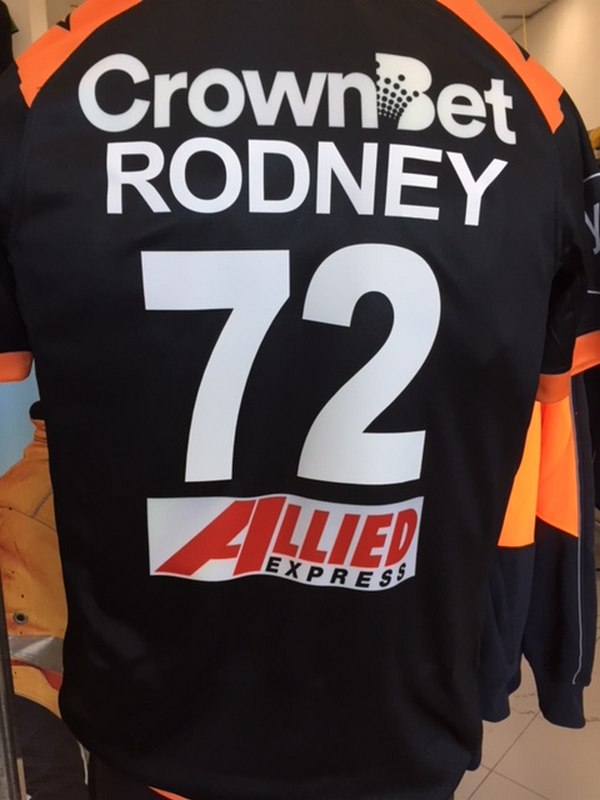 CrownBet
RODNEY
72
ALLIED
EXPRESS